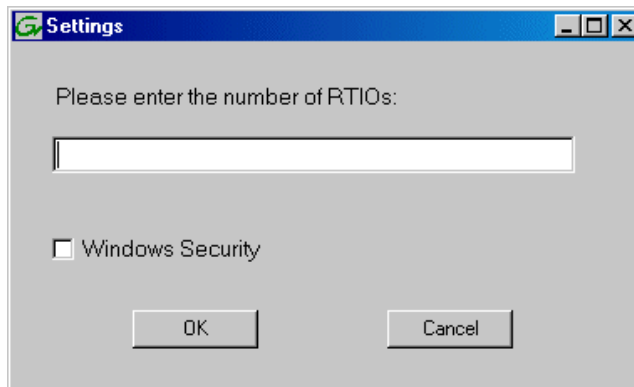 Settings
Please enter the number of RTIOs:
Windows Security
OK Cancel